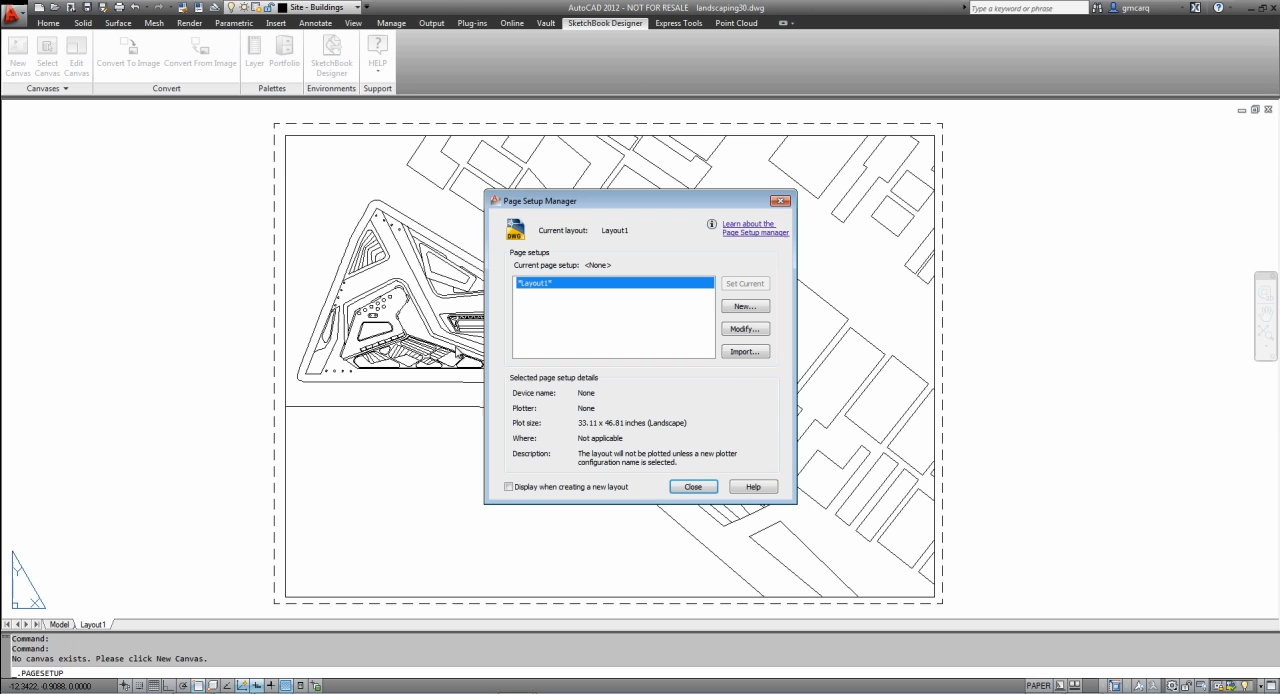 Site - Buildings
AutoCAD 2012 - NOT FOR RESALE landscaping30.dwg
Type a keyword or phrase
gmcarq
Home Solid Surface Mesh Render Parametric Insert Annotate View Manage Output Plug-ins Online Vault SketchBook Designer Express Tools Point Cloud
New Canvas
Select Canvas
Edit Canvas
Convert To Image
Convert From Image
Layer
Portfolio
SketchBook Designer
HELP
Canvases Convert Palettes Environments Support
Page Setup Manager
DWG
Current layout: Layout1
Learn about the
Page Setup manager
Page setups
Current page setup: <None>
*Layout1*
Set Current
New...
Modify...
Import...
Selected page setup details
Device name: None
Plotter: None
Plot size: 33.11 x 46.81 inches (Landscape)
Where: Not applicable
Description: The layout will not be plotted unless a new plotter
configuration name is selected.
Display when creating a new layout
Close
Help
Y
X
Model Layout1
Command:
Command:
No canvas exists. Please click New Canvas.
_.PAGESETUP
-12.3422, -0.9088, 0.0000
PAPER